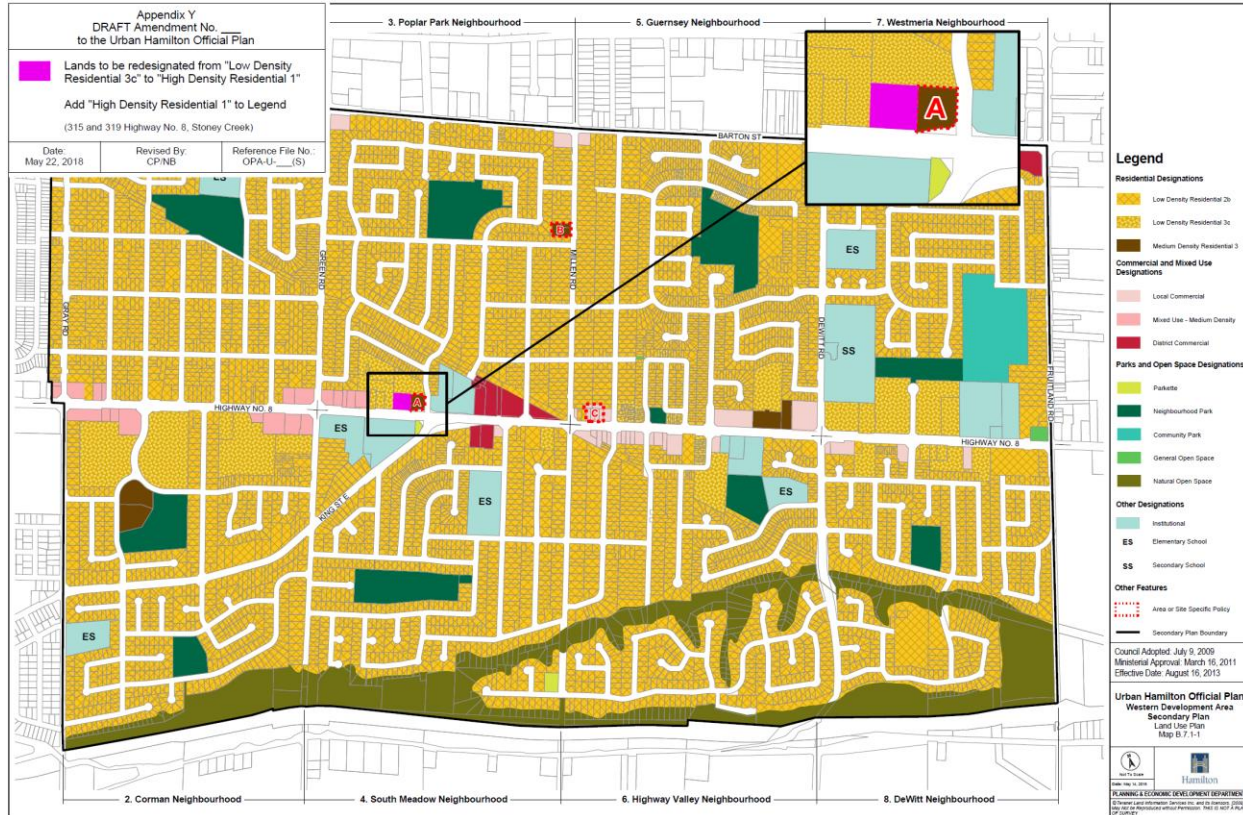 Appendix Y
DRAFT Amendment No. ___
to the Urban Hamilton Official Plan
Lands to be redesignated from "Low Density
Residential 3c" to "High Density Residential 1"
Add "High Density Residential 1" to Legend
(315 and 319 Highway No. 8, Stoney Creek)
Date:
May 22, 2018
Revised By:
CP/NB
Reference File No.:
OPA-U-___(S)
3. Poplar Park Neighbourhood
5. Guernsey Neighbourhood
7. Westmeria Neighbourhood
A
BARTON ST
ES
B
GRAY RD
GREEN RD
MILLEN RD
DEWITT RD
FRUITLAND RD
ES
SS
A
C
HIGHWAY NO. 8
HIGHWAY NO. 8
ES
KING ST E
ES
ES
ES
2. Corman Neighbourhood
4. South Meadow Neighbourhood
6. Highway Valley Neighbourhood
8. DeWitt Neighbourhood
Legend
Residential Designations
Low Density Residential 2b
Low Density Residential 3c
Medium Density Residential 3
Commercial and Mixed Use
Designations
Local Commercial
Mixed Use - Medium Density
District Commercial
Parks and Open Space Designations
Parkette
Neighbourhood Park
Community Park
General Open Space
Natural Open Space
Other Designations
Institutional
ES Elementary School
SS Secondary School
Other Features
Area or Site Specific Policy
Secondary Plan Boundary
Council Adopted: July 9, 2009
Ministerial Approval: March 16, 2011
Effective Date: August 16, 2013
Urban Hamilton Official Plan
Western Development Area
Secondary Plan
Land Use Plan
Map B.7.1-1
Not To Scale
Hamilton
PLANNING & ECONOMIC DEVELOPMENT DEPARTMENT